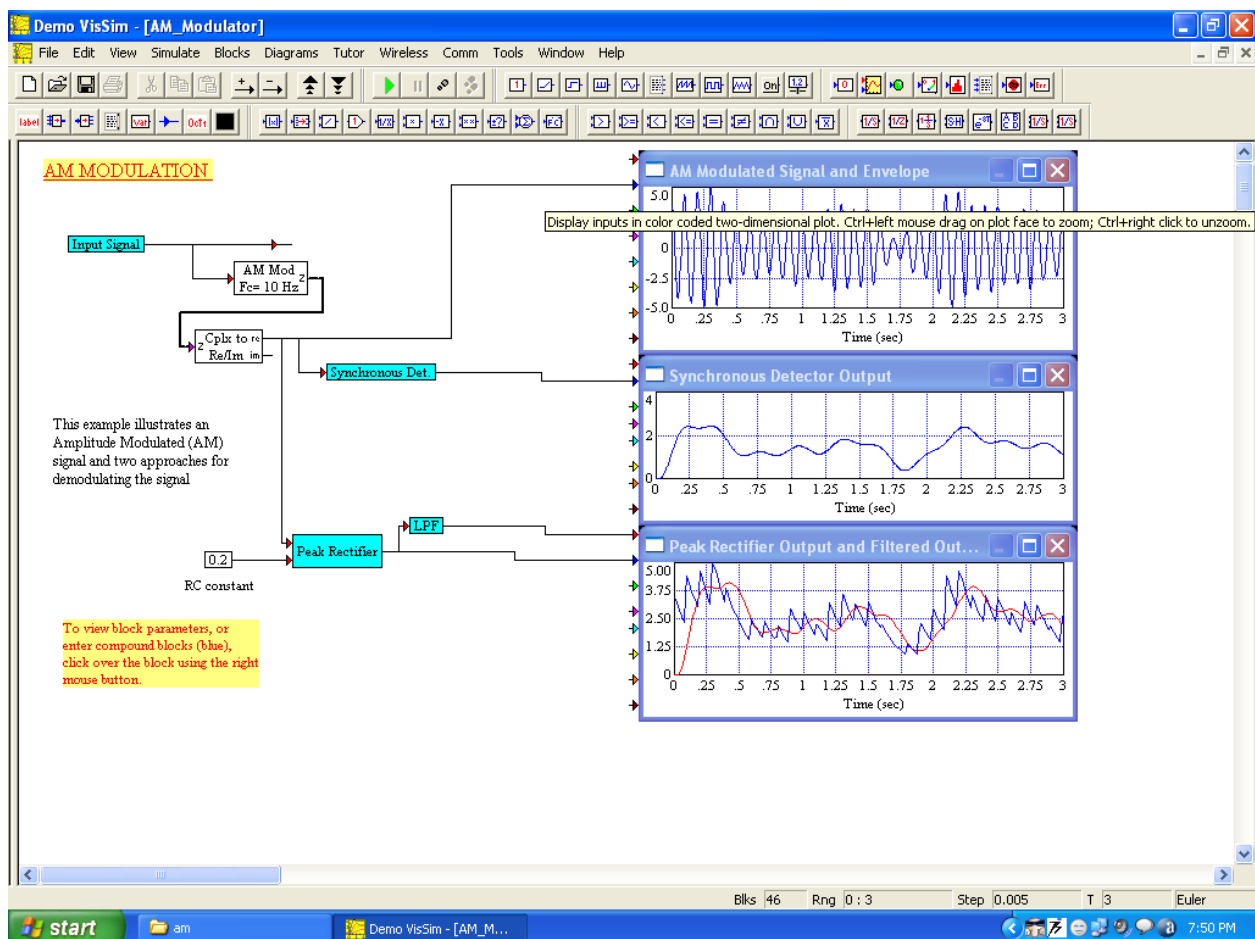 Demo VisSim - [AM_Modulator]
File Edit View Simulate Blocks Diagrams Tutor Wireless Comm Tools Window Help
AM MODULATION
Input Signal
AM Mod
Fc= 10 Hz
z
z
Cplx to re
Re/Im im
Synchronous Det.
This example illustrates an
Amplitude Modulated (AM)
signal and two approaches for
demodulating the signal
LPF
Peak Rectifier
0.2
RC constant
To view block parameters, or
enter compound blocks (blue),
click over the block using the right
mouse button.
AM Modulated Signal and Envelope
5.0
Display inputs in color coded two-dimensional plot. Ctrl+left mouse drag on plot face to zoom; Ctrl+right click to unzoom.
0
-2.5
-5.0
0 .25 .5 .75 1 1.25 1.5 1.75 2 2.25 2.5 2.75 3
Time (sec)
Synchronous Detector Output
4
2
0
0 .25 .5 .75 1 1.25 1.5 1.75 2 2.25 2.5 2.75 3
Time (sec)
Peak Rectifier Output and Filtered Out...
5.00
3.75
2.50
1.25
0
0 .25 .5 .75 1 1.25 1.5 1.75 2 2.25 2.5 2.75 3
Time (sec)
Blks 46 Rng 0 : 3 Step 0.005 T 3 Euler
start am Demo VisSim - [AM_M... 7:50 PM